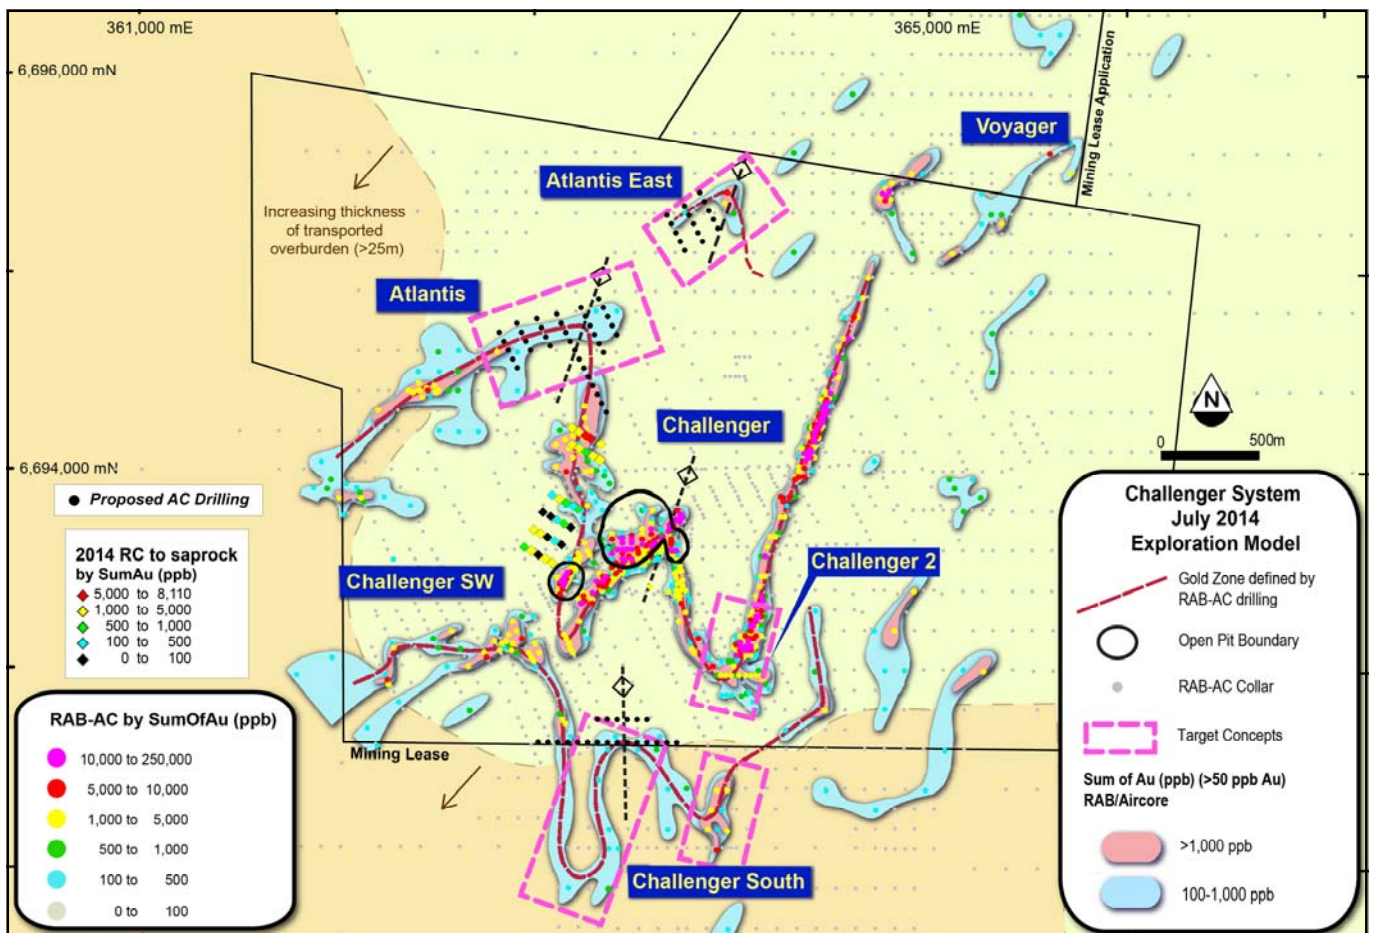 361,000 mE
365,000 mE
6,696,000 mN
Mining Lease Application
Voyager
Atlantis East
Increasing thickness
of transported
overburden (>25m)
Atlantis
N
0 500m
Challenger
6,694,000 mN
Proposed AC Drilling
2014 RC to saprock
by SumAu (ppb)
5,000 to 8,110
1,000 to 5,000
500 to 1,000
100 to 500
0 to 100
Challenger SW
Challenger 2
Mining Lease
Challenger South
RAB-AC by SumOfAu (ppb)
10,000 to 250,000
5,000 to 10,000
1,000 to 5,000
500 to 1,000
100 to 500
0 to 100
Challenger System
July 2014
Exploration Model
Gold Zone defined by
RAB-AC drilling
Open Pit Boundary
RAB-AC Collar
Target Concepts
Sum of Au (ppb) (>50 ppb Au)
RAB/Aircore
>1,000 ppb
100-1,000 ppb